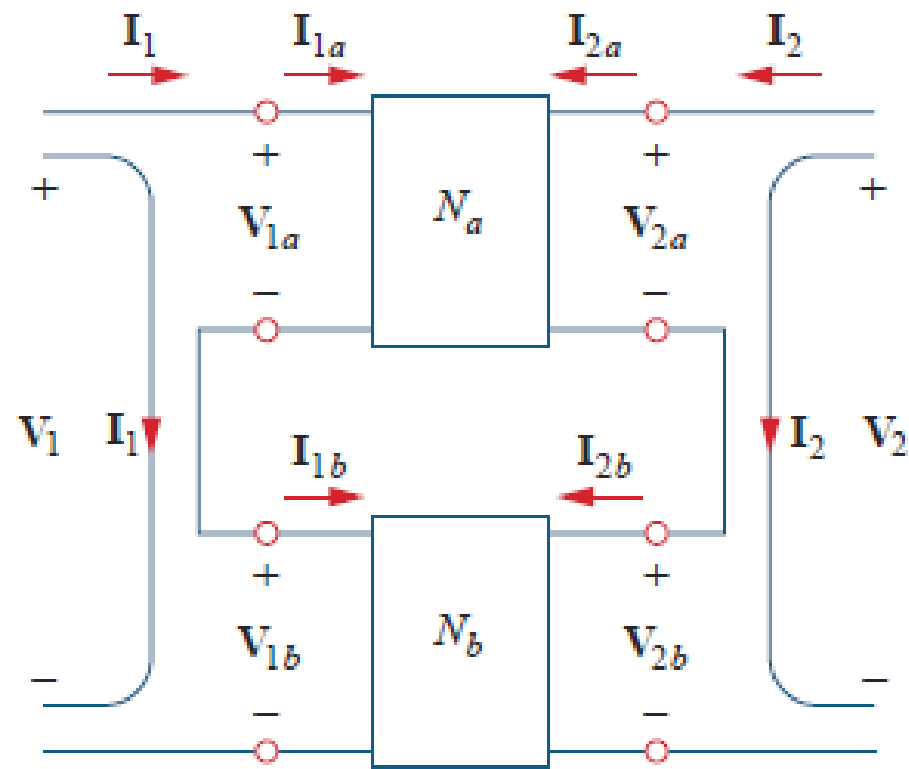 I1 I1a I2a I2
+ +
+ Na +
V1a V2a
− −
V1 I1 I2 V2
I1b I2b
+ +
V1b Nb V2b
− −
− −